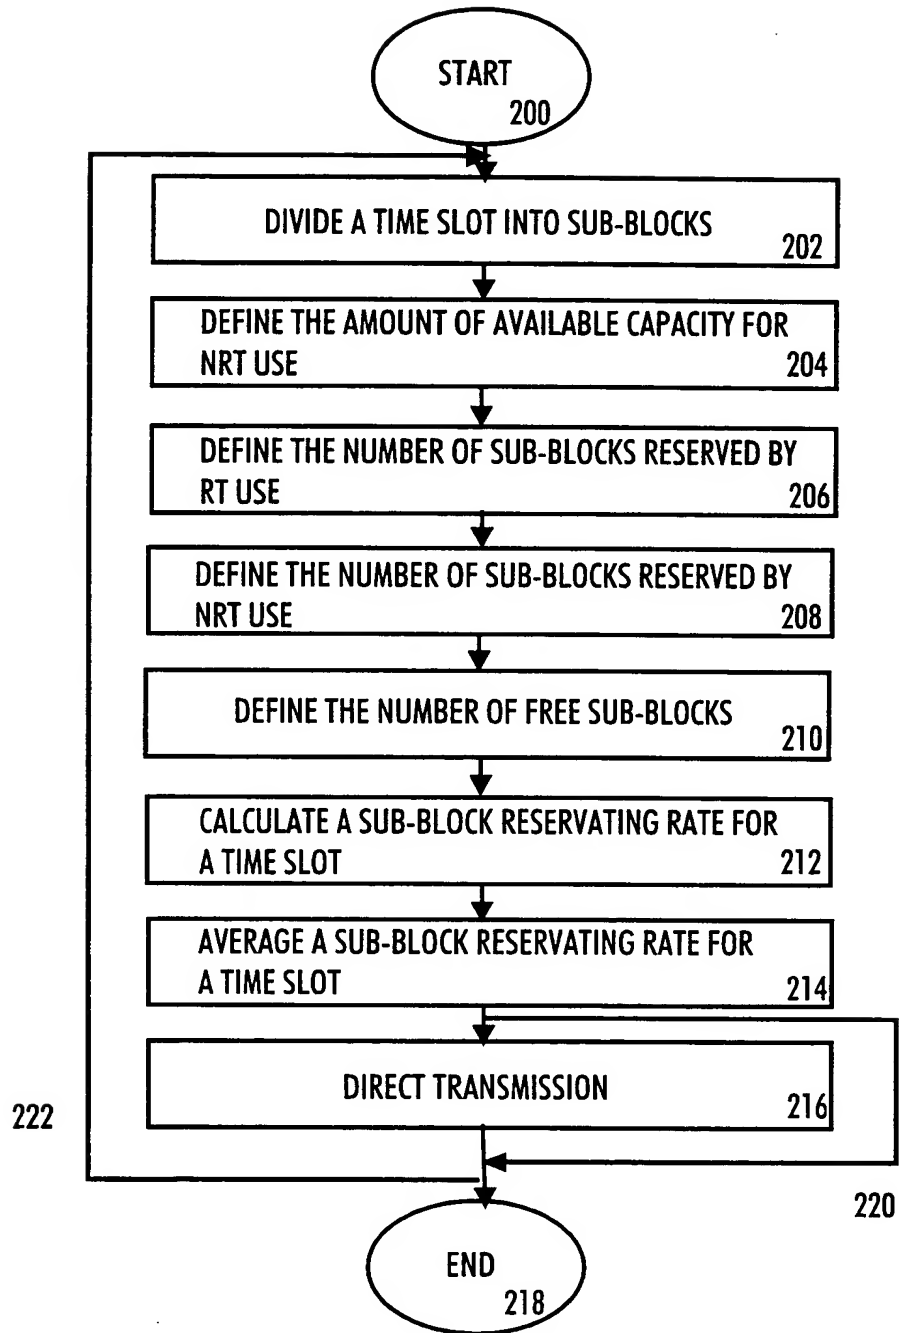 START
200
DIVIDE A TIME SLOT INTO SUB-BLOCKS
202
DEFINE THE AMOUNT OF AVAILABLE CAPACITY FOR
NRT USE
204
DEFINE THE NUMBER OF SUB-BLOCKS RESERVED BY
RT USE
206
DEFINE THE NUMBER OF SUB-BLOCKS RESERVED BY
NRT USE
208
DEFINE THE NUMBER OF FREE SUB-BLOCKS
210
CALCULATE A SUB-BLOCK RESERVATING RATE FOR
A TIME SLOT
212
AVERAGE A SUB-BLOCK RESERVATING RATE FOR
A TIME SLOT
214
DIRECT TRANSMISSION
216
222
220
END
218